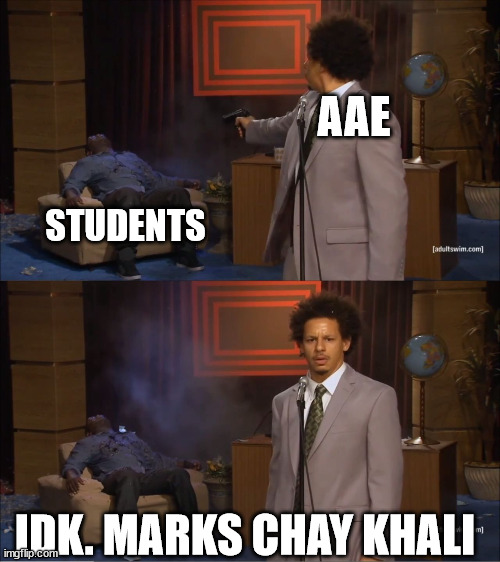 AAE
STUDENTS
[adultswim.com]
IDK. MARKS CHAY KHALI
imgflip.com